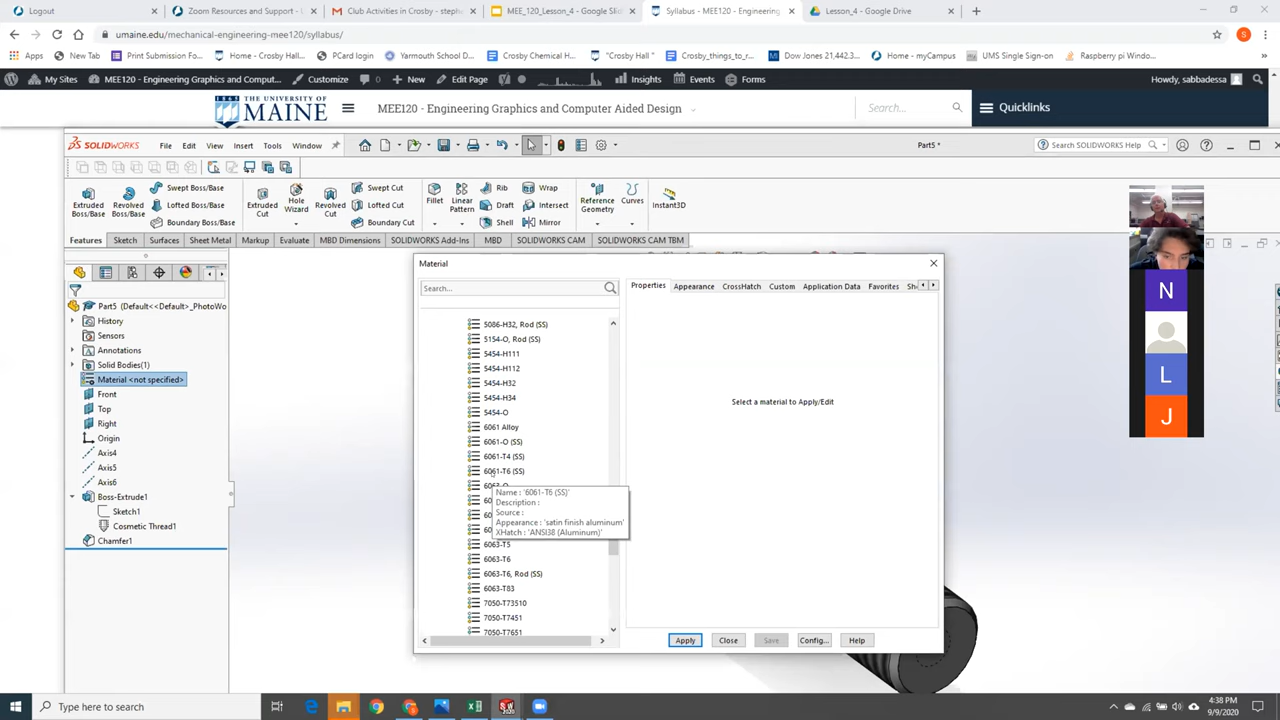 Logout
Zoom Resources and Support - U
Club Activities in Crosby - steph
MEE_120_Lesson_4 - Google Slid
Syllabus - MEE120 - Engineering
Lesson_4 - Google Drive
umaine.edu/mechanical-engineering-mee120/syllabus/
S
Apps
New Tab
Print Submission Fo...
Home - Crosby Hall...
PCard login
Yarmouth School D...
Crosby Chemical H...
"Crosby Hall "
Crosby_things_to_r...
Dow Jones 21,442.3...
Home - myCampus
UMS Single Sign-on
Raspberry pi Windo...
My Sites
MEE120 - Engineering Graphics and Comput...
Customize
0
New
Edit Page
Insights
Events
Forms
Howdy, sabbadessa
1865
THE UNIVERSITY OF
MAINE
MEE120 - Engineering Graphics and Computer Aided Design
Search...
Quicklinks
SOLIDWORKS
File
Edit
View
Insert
Tools
Window
Part5 *
Search SOLIDWORKS Help
Extruded Boss/Base
Revolved Boss/Base
Swept Boss/Base
Lofted Boss/Base
Boundary Boss/Base
Extruded Cut
Hole Wizard
Revolved Cut
Swept Cut
Lofted Cut
Boundary Cut
Fillet
Linear Pattern
Rib
Draft
Shell
Wrap
Intersect
Mirror
Reference Geometry
Curves
Instant3D
Features
Sketch
Surfaces
Sheet Metal
Markup
Evaluate
MBD Dimensions
SOLIDWORKS Add-Ins
MBD
SOLIDWORKS CAM
SOLIDWORKS CAM TBM
Part5 (Default<<Default>_PhotoWo
History
Sensors
Annotations
Solid Bodies(1)
Material <not specified>
Front
Top
Right
Origin
Axis4
Axis5
Axis6
Boss-Extrude1
Sketch1
Cosmetic Thread1
Chamfer1
Material
Search...
5086-H32, Rod (SS)
5154-O, Rod (SS)
5454-H111
5454-H112
5454-H32
5454-H34
5454-O
6061 Alloy
6061-O (SS)
6061-T4 (SS)
6061-T6 (SS)
Name : '6061-T6 (SS)'
Description :
Source :
Appearance : 'satin finish aluminum'
XHatch : 'ANSI38 (Aluminum)'
6063-T5
6063-T6
6063-T6, Rod (SS)
6063-T83
7050-T73510
7050-T7451
7050-T7651
Properties
Appearance
CrossHatch
Custom
Application Data
Favorites
Select a material to Apply/Edit
Apply
Close
Save
Config...
Help
N
L
J
Type here to search
4:38 PM
9/9/2020